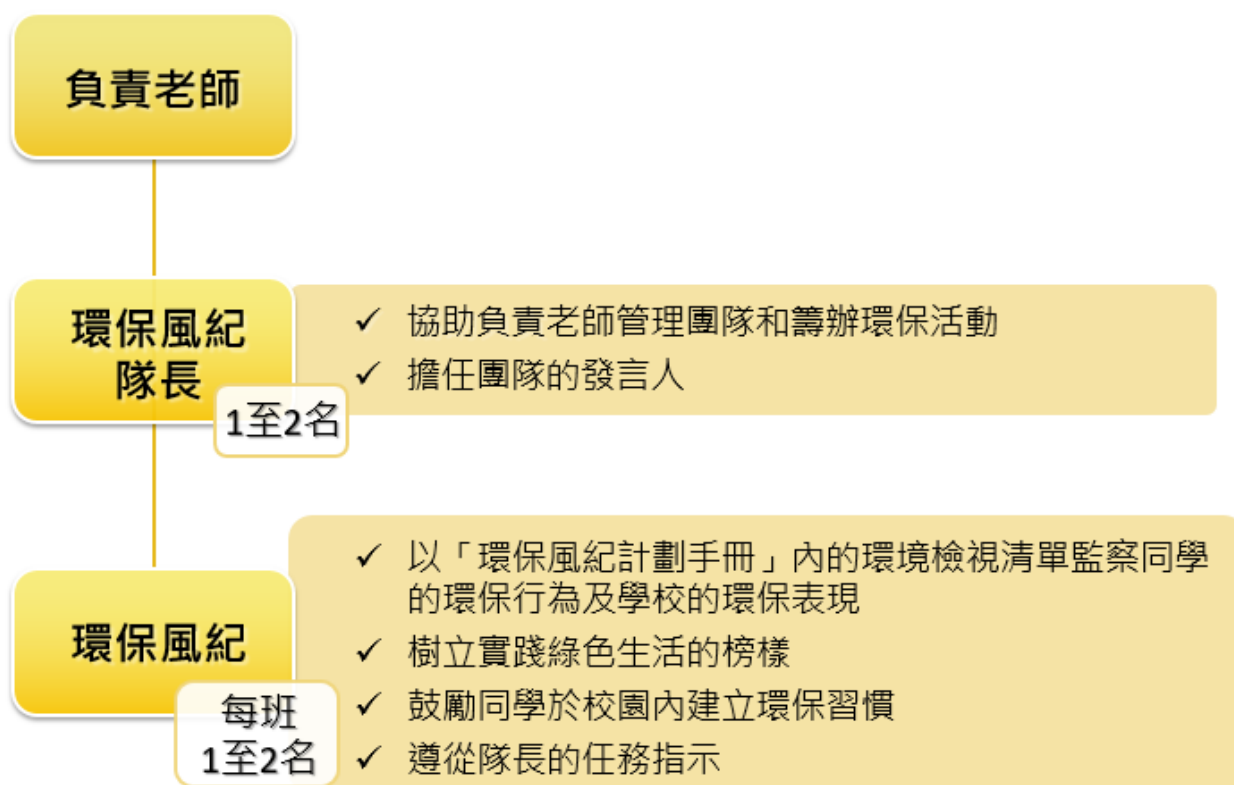 負責老師
環保風紀
隊長
1至2名
✓ 協助負責老師管理團隊和籌辦環保活動
✓ 擔任團隊的發言人
環保風紀
每班
1至2名
✓ 以「環保風紀計劃手冊」內的環境檢視清單監察同學
的環保行為及學校的環保表現
✓ 樹立實踐綠色生活的榜樣
✓ 鼓勵同學於校園內建立環保習慣
✓ 遵從隊長的任務指示